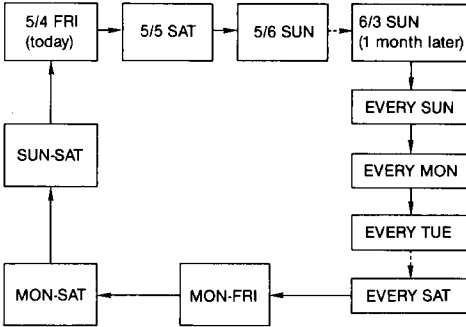 5/4 FRI
(today)
5/5 SAT
5/6 SUN
6/3 SUN
(1 month later)
EVERY SUN
EVERY MON
EVERY TUE
EVERY SAT
MON-FRI
MON-SAT
SUN-SAT